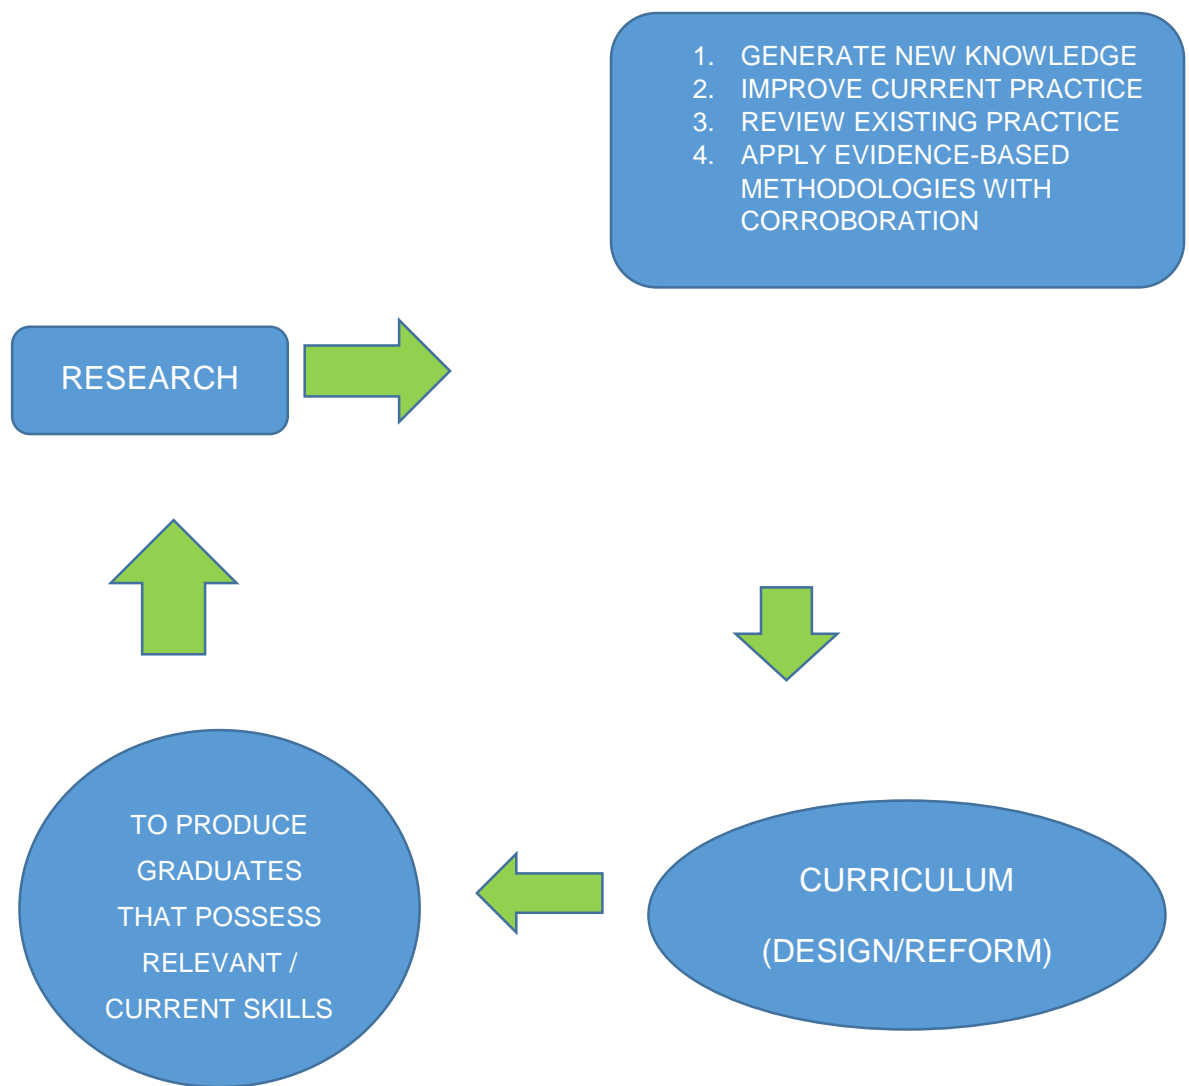 1. GENERATE NEW KNOWLEDGE
2. IMPROVE CURRENT PRACTICE
3. REVIEW EXISTING PRACTICE
4. APPLY EVIDENCE-BASED
METHODOLOGIES WITH
CORROBORATION
RESEARCH
TO PRODUCE
GRADUATES
THAT POSSESS
RELEVANT /
CURRENT SKILLS
CURRICULUM
(DESIGN/REFORM)